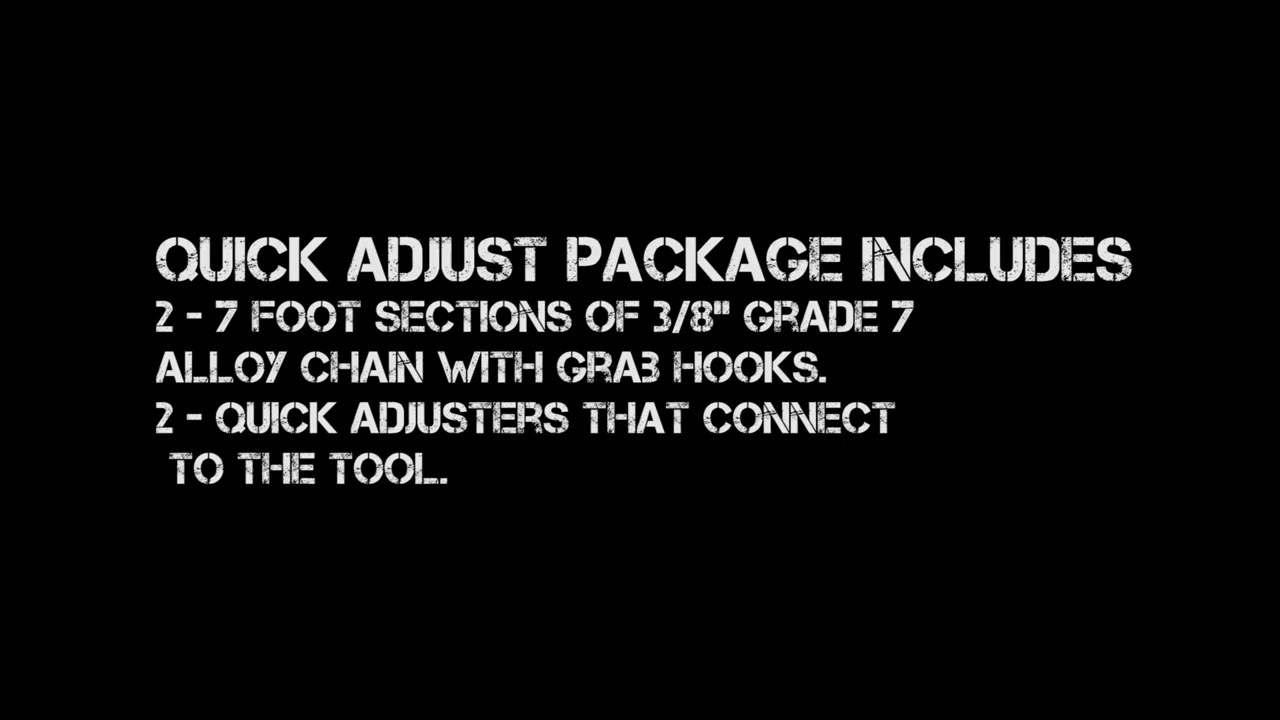 QUICK ADJUST PACKAGE INCLUDES
2 - 7 FOOT SECTIONS OF 3/8" GRADE 7
ALLOY CHAIN WITH GRAB HOOKS.
2 - QUICK ADJUSTERS THAT CONNECT
TO THE TOOL.